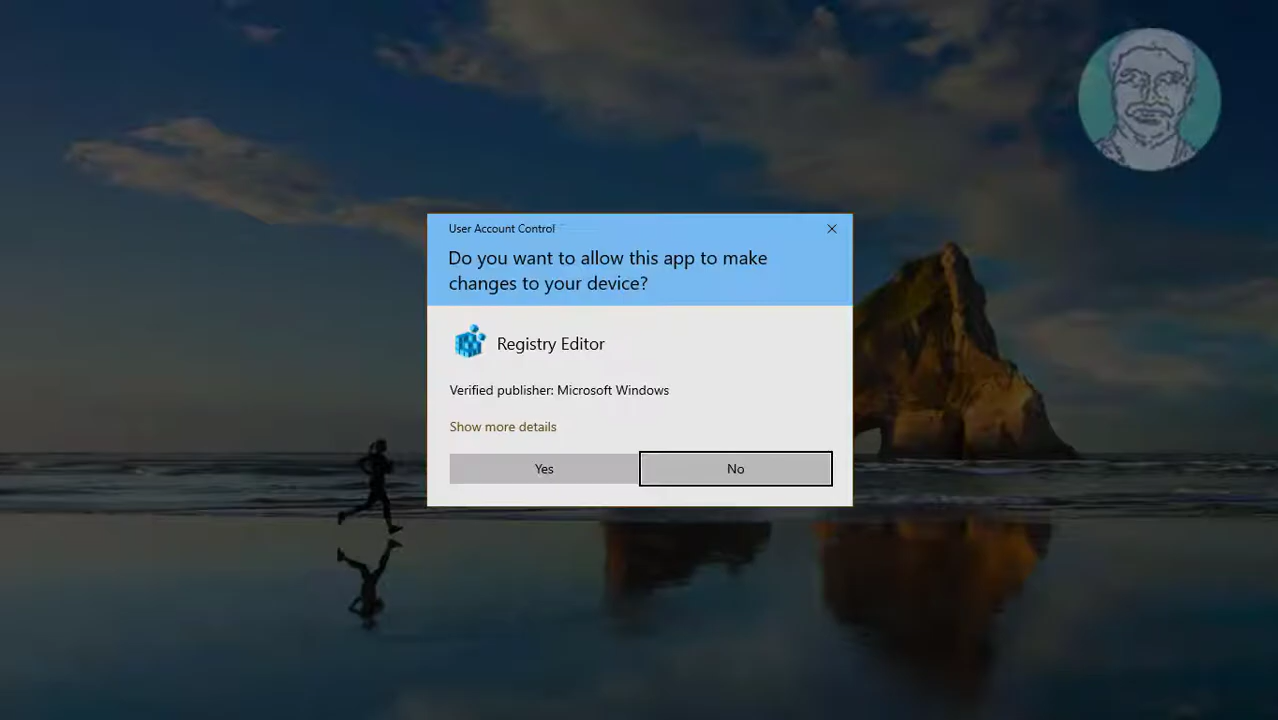 User Account Control
Do you want to allow this app to make
changes to your device?
Registry Editor
Verified publisher: Microsoft Windows
Show more details
Yes
No